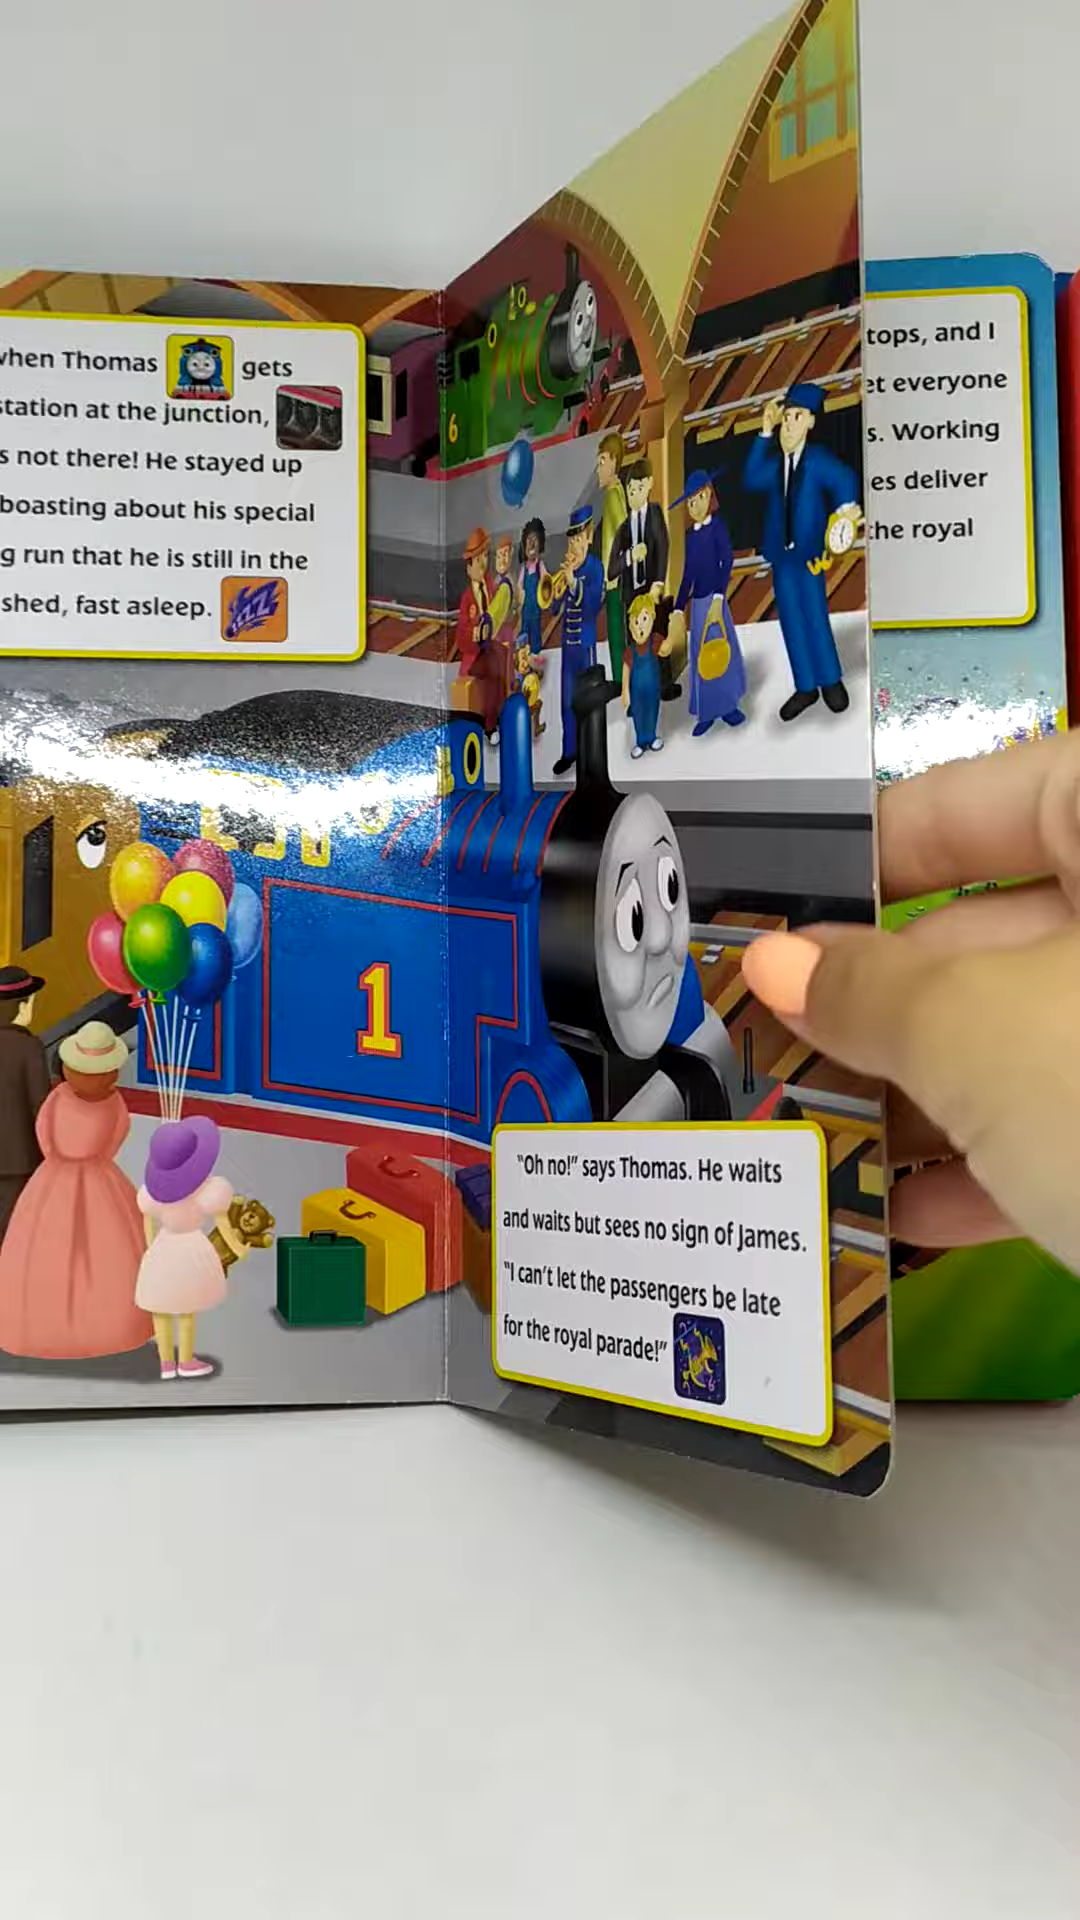 when Thomas gets
station at the junction,
s not there! He stayed up
boasting about his special
g run that he is still in the
shed, fast asleep.
ZZZ
6
1
"Oh no!" says Thomas. He waits
and waits but sees no sign of James.
"I can't let the passengers be late
for the royal parade!"
tops, and I
et everyone
s. Working
es deliver
the royal